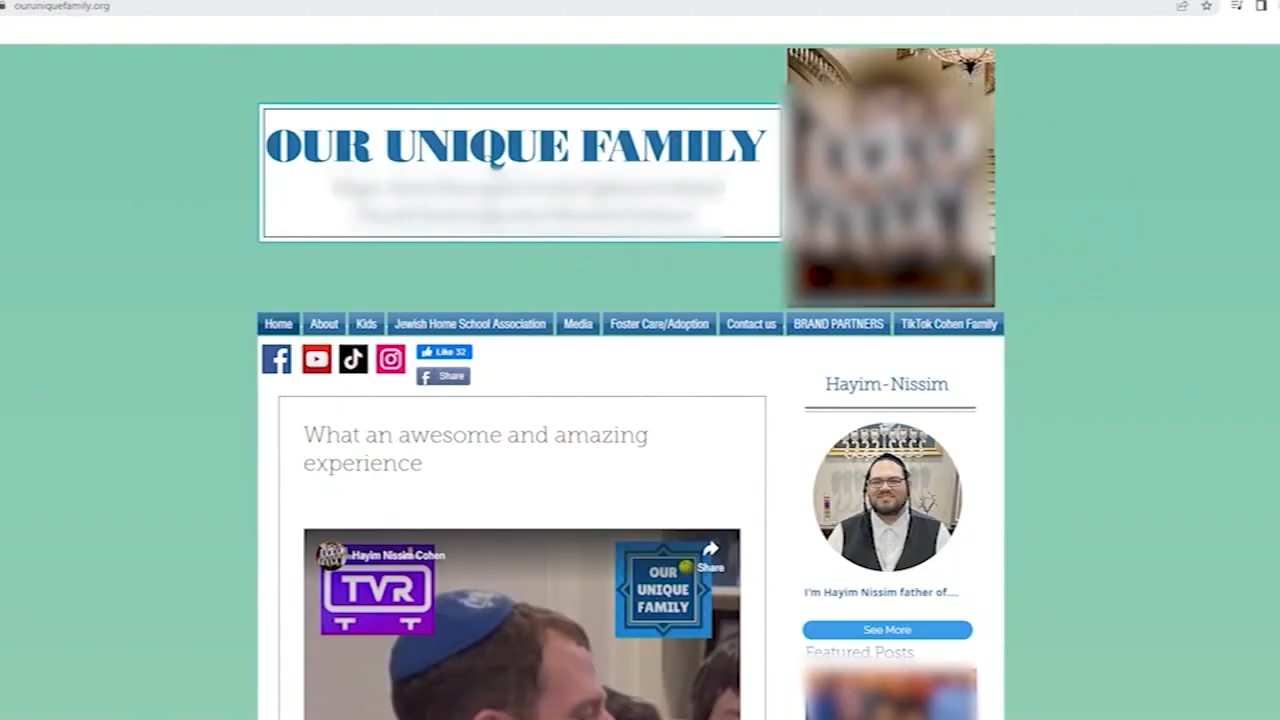 ouruniquefamily.org
OUR UNIQUE FAMILY
Home About Kids Jewish Home School Association Media Foster Care/Adoption Contact us BRAND PARTNERS TikTok Cohen Family
Like 32
Share
What an awesome and amazing
experience
Hayim Nissim Cohen
TVR
OUR
UNIQUE
FAMILY
Share
Hayim-Nissim
I'm Hayim Nissim father of....
See More
Featured Posts